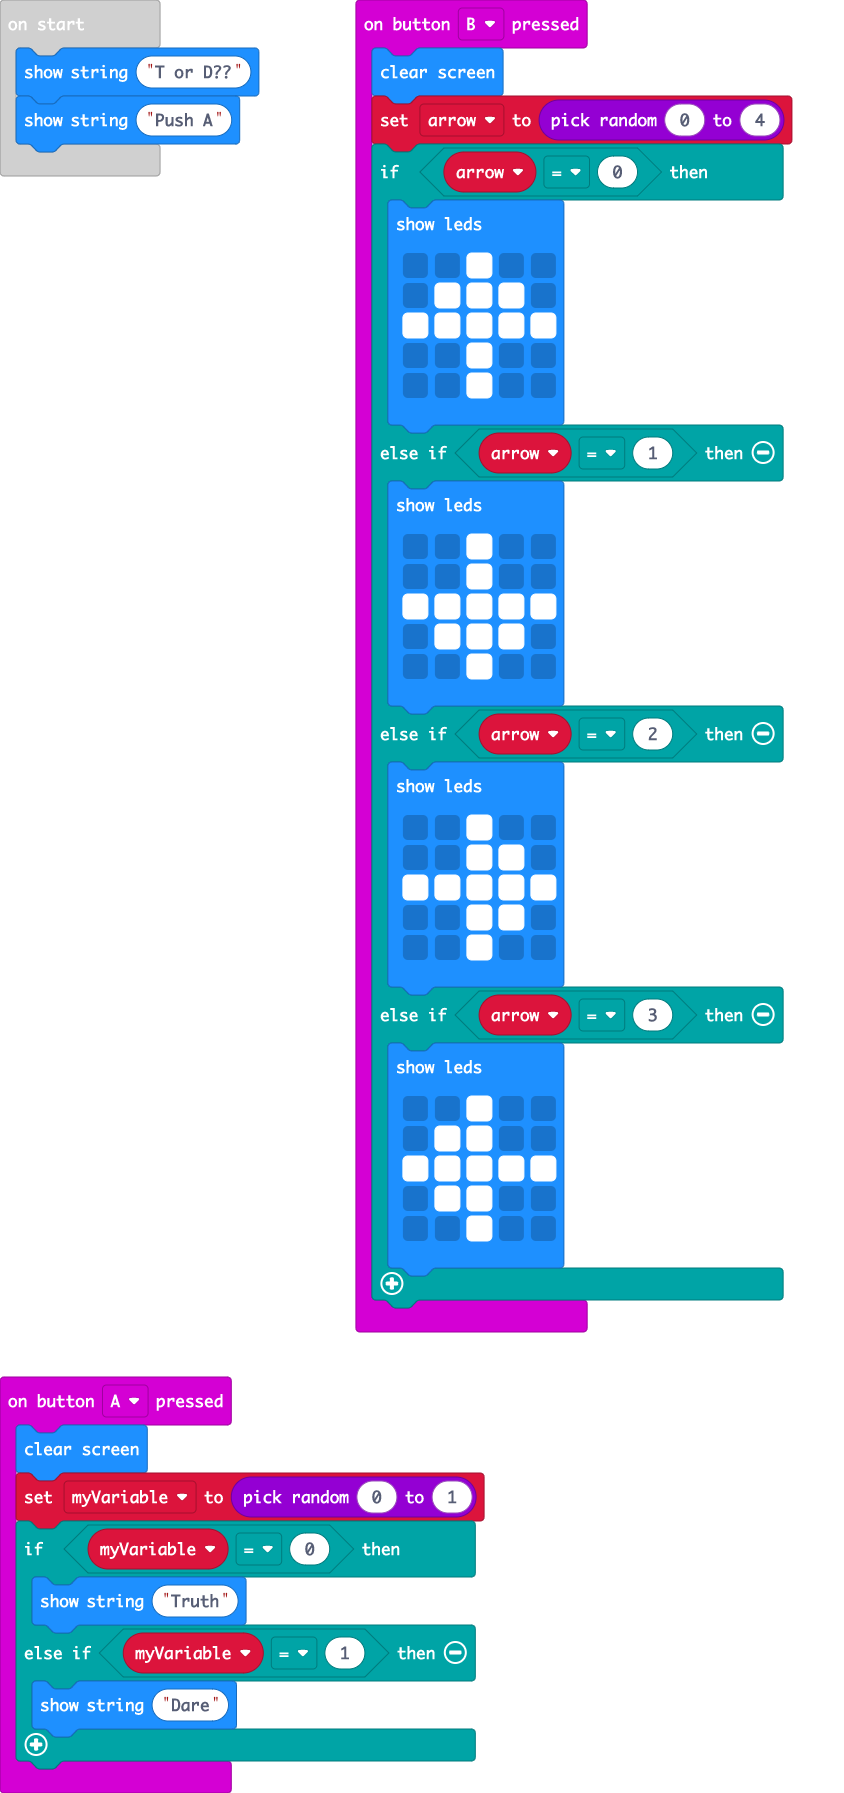 on start
show string "T or D??"
show string "Push A"
on button B pressed
clear screen
set arrow to pick random 0 to 4
if arrow = 0 then
show leds
else if arrow = 1 then
show leds
else if arrow = 2 then
show leds
else if arrow = 3 then
show leds
on button A pressed
clear screen
set myVariable to pick random 0 to 1
if myVariable = 0 then
show string "Truth"
else if myVariable = 1 then
show string "Dare"